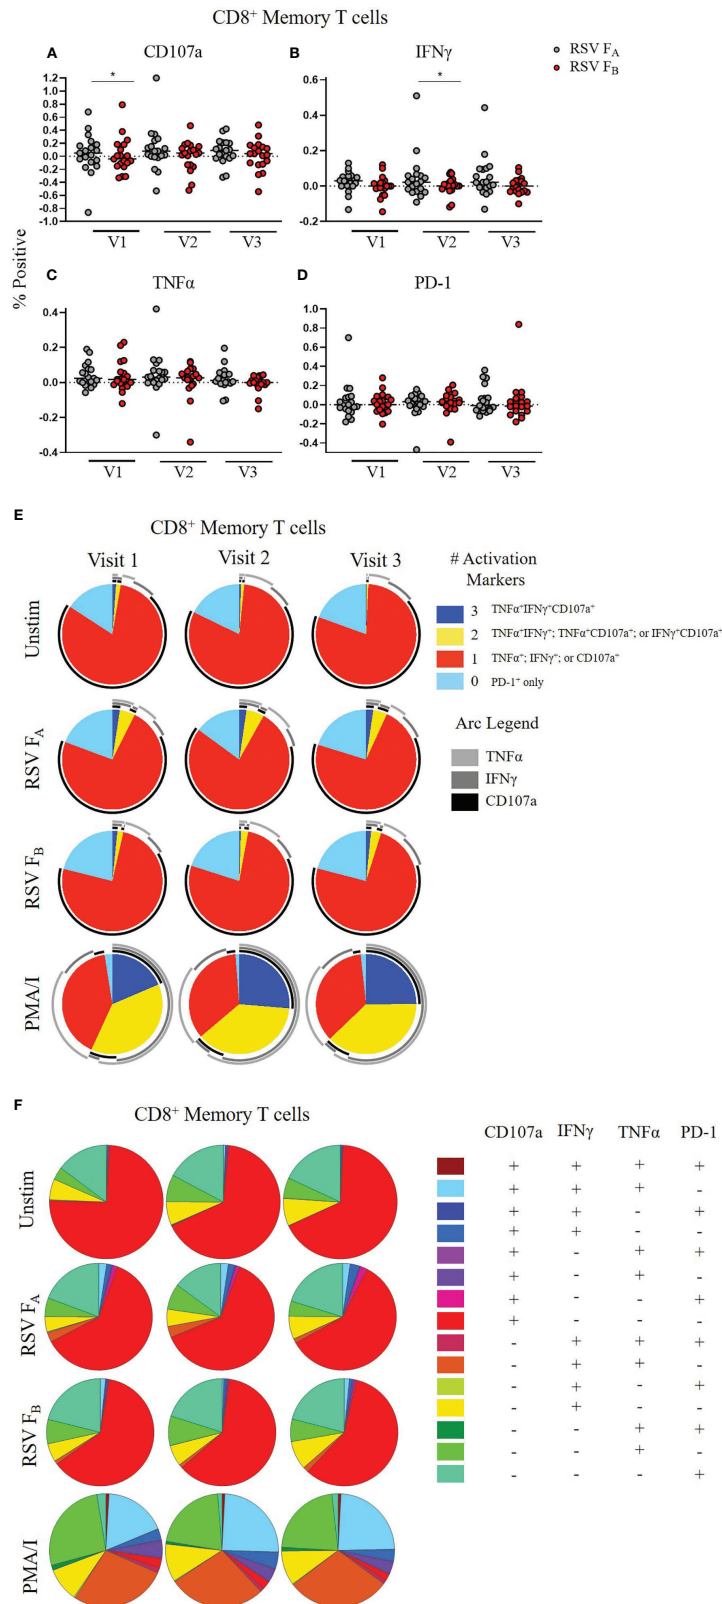 CD8⁺ Memory T cells
A CD107a
B IFNγ
RSV F_A
RSV F_B
% Positive
*
1.2
1.0
0.8
0.6
0.4
0.2
0.0
-0.2
-0.4
-0.6
-0.8
-1.0
V1 V2 V3
*
0.6
0.4
0.2
0.0
-0.2
V1 V2 V3
C TNFα
D PD-1
0.4
0.2
0.0
-0.2
-0.4
V1 V2 V3
1.0
0.8
0.6
0.4
0.2
0.0
-0.2
-0.4
V1 V2 V3
E
CD8⁺ Memory T cells
Visit 1 Visit 2 Visit 3
Unstim
RSV F_A
RSV F_B
PMA/I
# Activation
Markers
3 TNFα⁺IFNγ⁺CD107a⁺
2 TNFα⁺IFNγ⁺; TNFα⁺CD107a⁺; or IFNγ⁺CD107a⁺
1 TNFα⁺; IFNγ⁺; or CD107a⁺
0 PD-1⁺ only
Arc Legend
TNFα
IFNγ
CD107a
F
CD8⁺ Memory T cells
Unstim
RSV F_A
RSV F_B
PMA/I
CD107a IFNγ TNFα PD-1
+ + + +
+ + + -
+ + - +
+ + - -
+ - + +
+ - + -
+ - - +
+ - - -
- + + +
- + + -
- + - +
- + - -
- - + +
- - + -
- - - +